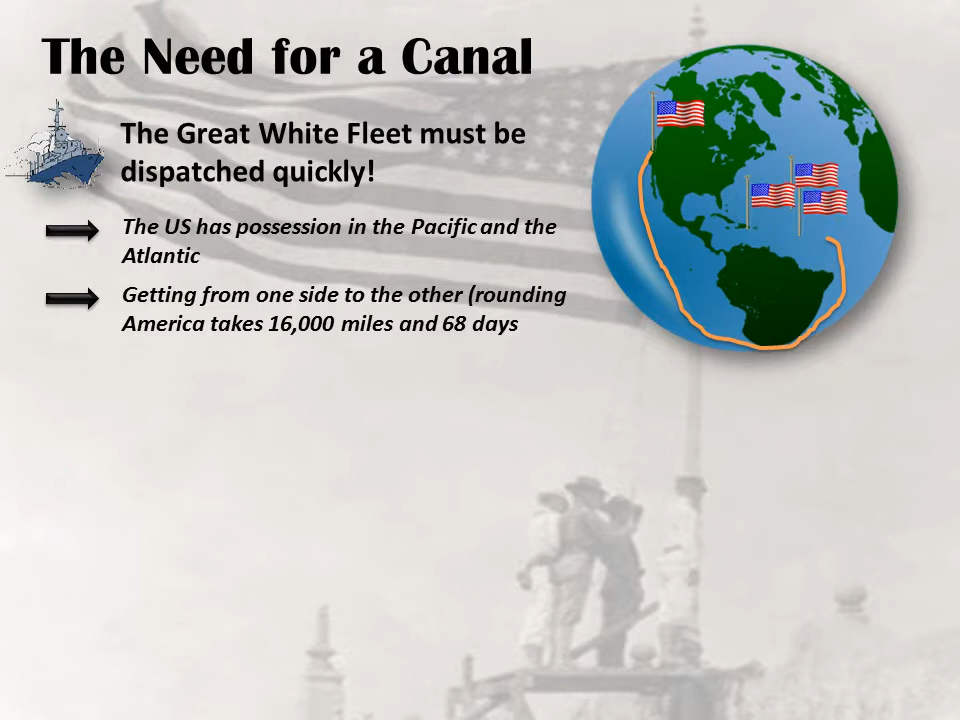 The Need for a Canal
The Great White Fleet must be
dispatched quickly!
The US has possession in the Pacific and the
Atlantic
Getting from one side to the other (rounding
America takes 16,000 miles and 68 days